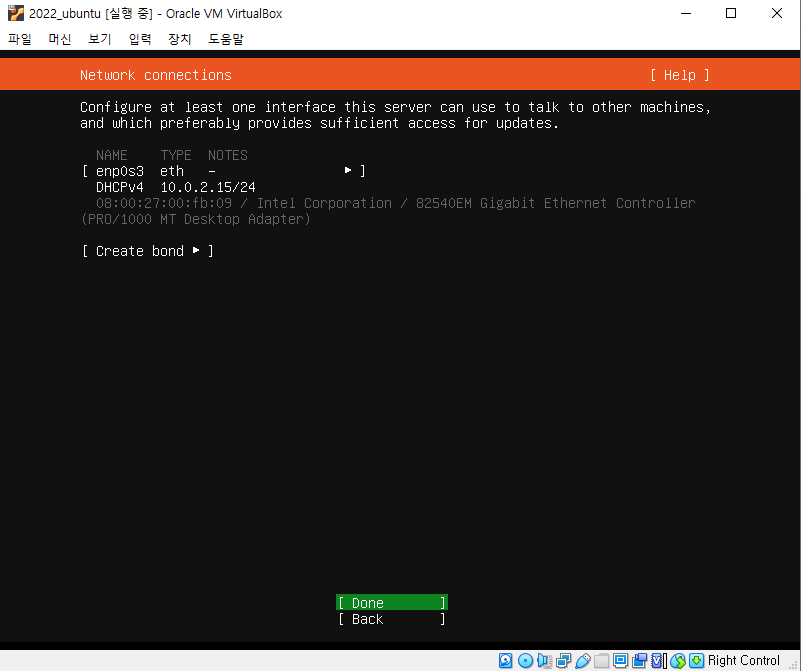 2022_ubuntu [실행 중] - Oracle VM VirtualBox
파일 머신 보기 입력 장치 도움말
Network connections [ Help ]
Configure at least one interface this server can use to talk to other machines,
and which preferably provides sufficient access for updates.
NAME TYPE NOTES
[ enp0s3 eth - ▸ ]
DHCPv4 10.0.2.15/24
08:00:27:00:fb:09 / Intel Corporation / 82540EM Gigabit Ethernet Controller
(PRO/1000 MT Desktop Adapter)
[ Create bond ▸ ]
[ Done ]
[ Back ]
Right Control